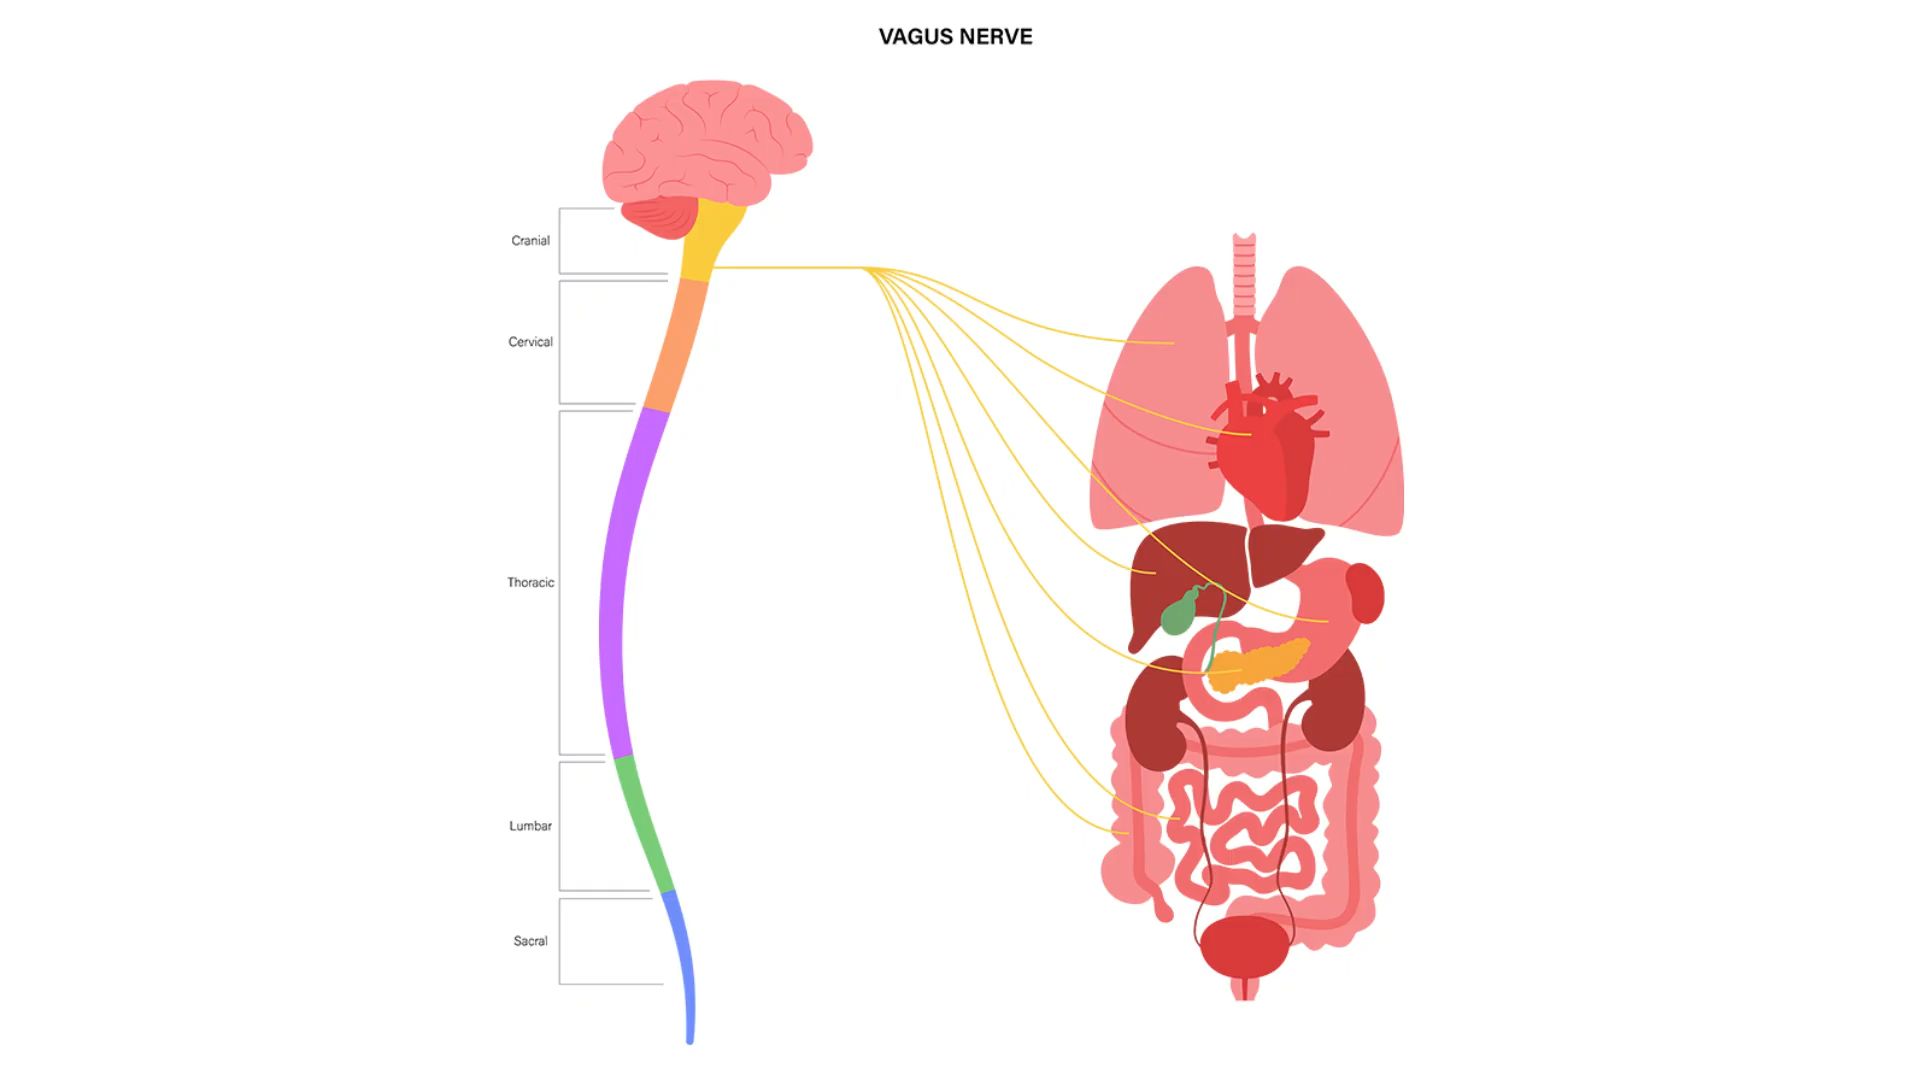 VAGUS NERVE
Cranial
Cervical
Thoracic
Lumbar
Sacral